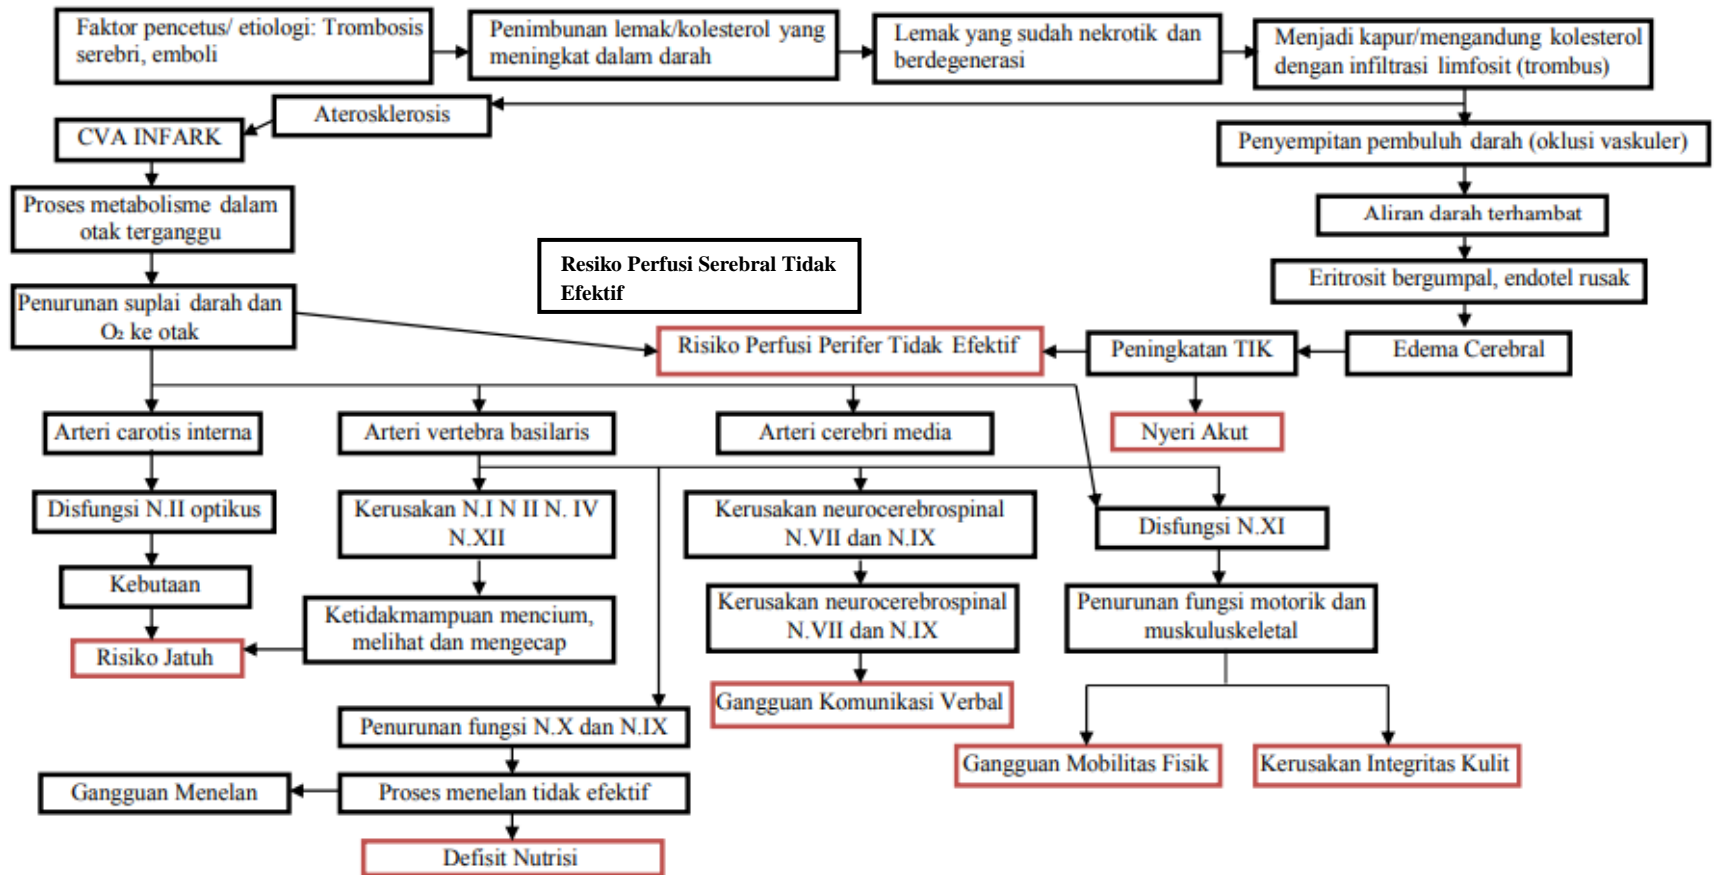 Faktor pencetus/ etiologi: Trombosis
serebri, emboli
Penimbunan lemak/kolesterol yang
meningkat dalam darah
Lemak yang sudah nekrotik dan
berdegenerasi
Menjadi kapur/mengandung kolesterol
dengan infiltrasi limfosit (trombus)
Aterosklerosis
CVA INFARK
Penyempitan pembuluh darah (oklusi vaskuler)
Proses metabolisme dalam
otak terganggu
Aliran darah terhambat
Resiko Perfusi Serebral Tidak
Efektif
Eritrosit bergumpal, endotel rusak
Penurunan suplai darah dan
O₂ ke otak
Risiko Perfusi Perifer Tidak Efektif
Peningkatan TIK
Edema Cerebral
Arteri carotis interna
Arteri vertebra basilaris
Arteri cerebri media
Nyeri Akut
Disfungsi N.II optikus
Kerusakan N.I N II N. IV
N.XII
Kerusakan neurocerebrospinal
N.VII dan N.IX
Disfungsi N.XI
Kebutaan
Ketidakmampuan mencium,
melihat dan mengecap
Kerusakan neurocerebrospinal
N.VII dan N.IX
Penurunan fungsi motorik dan
muskuluskeletal
Risiko Jatuh
Gangguan Komunikasi Verbal
Penurunan fungsi N.X dan N.IX
Gangguan Mobilitas Fisik
Kerusakan Integritas Kulit
Gangguan Menelan
Proses menelan tidak efektif
Defisit Nutrisi